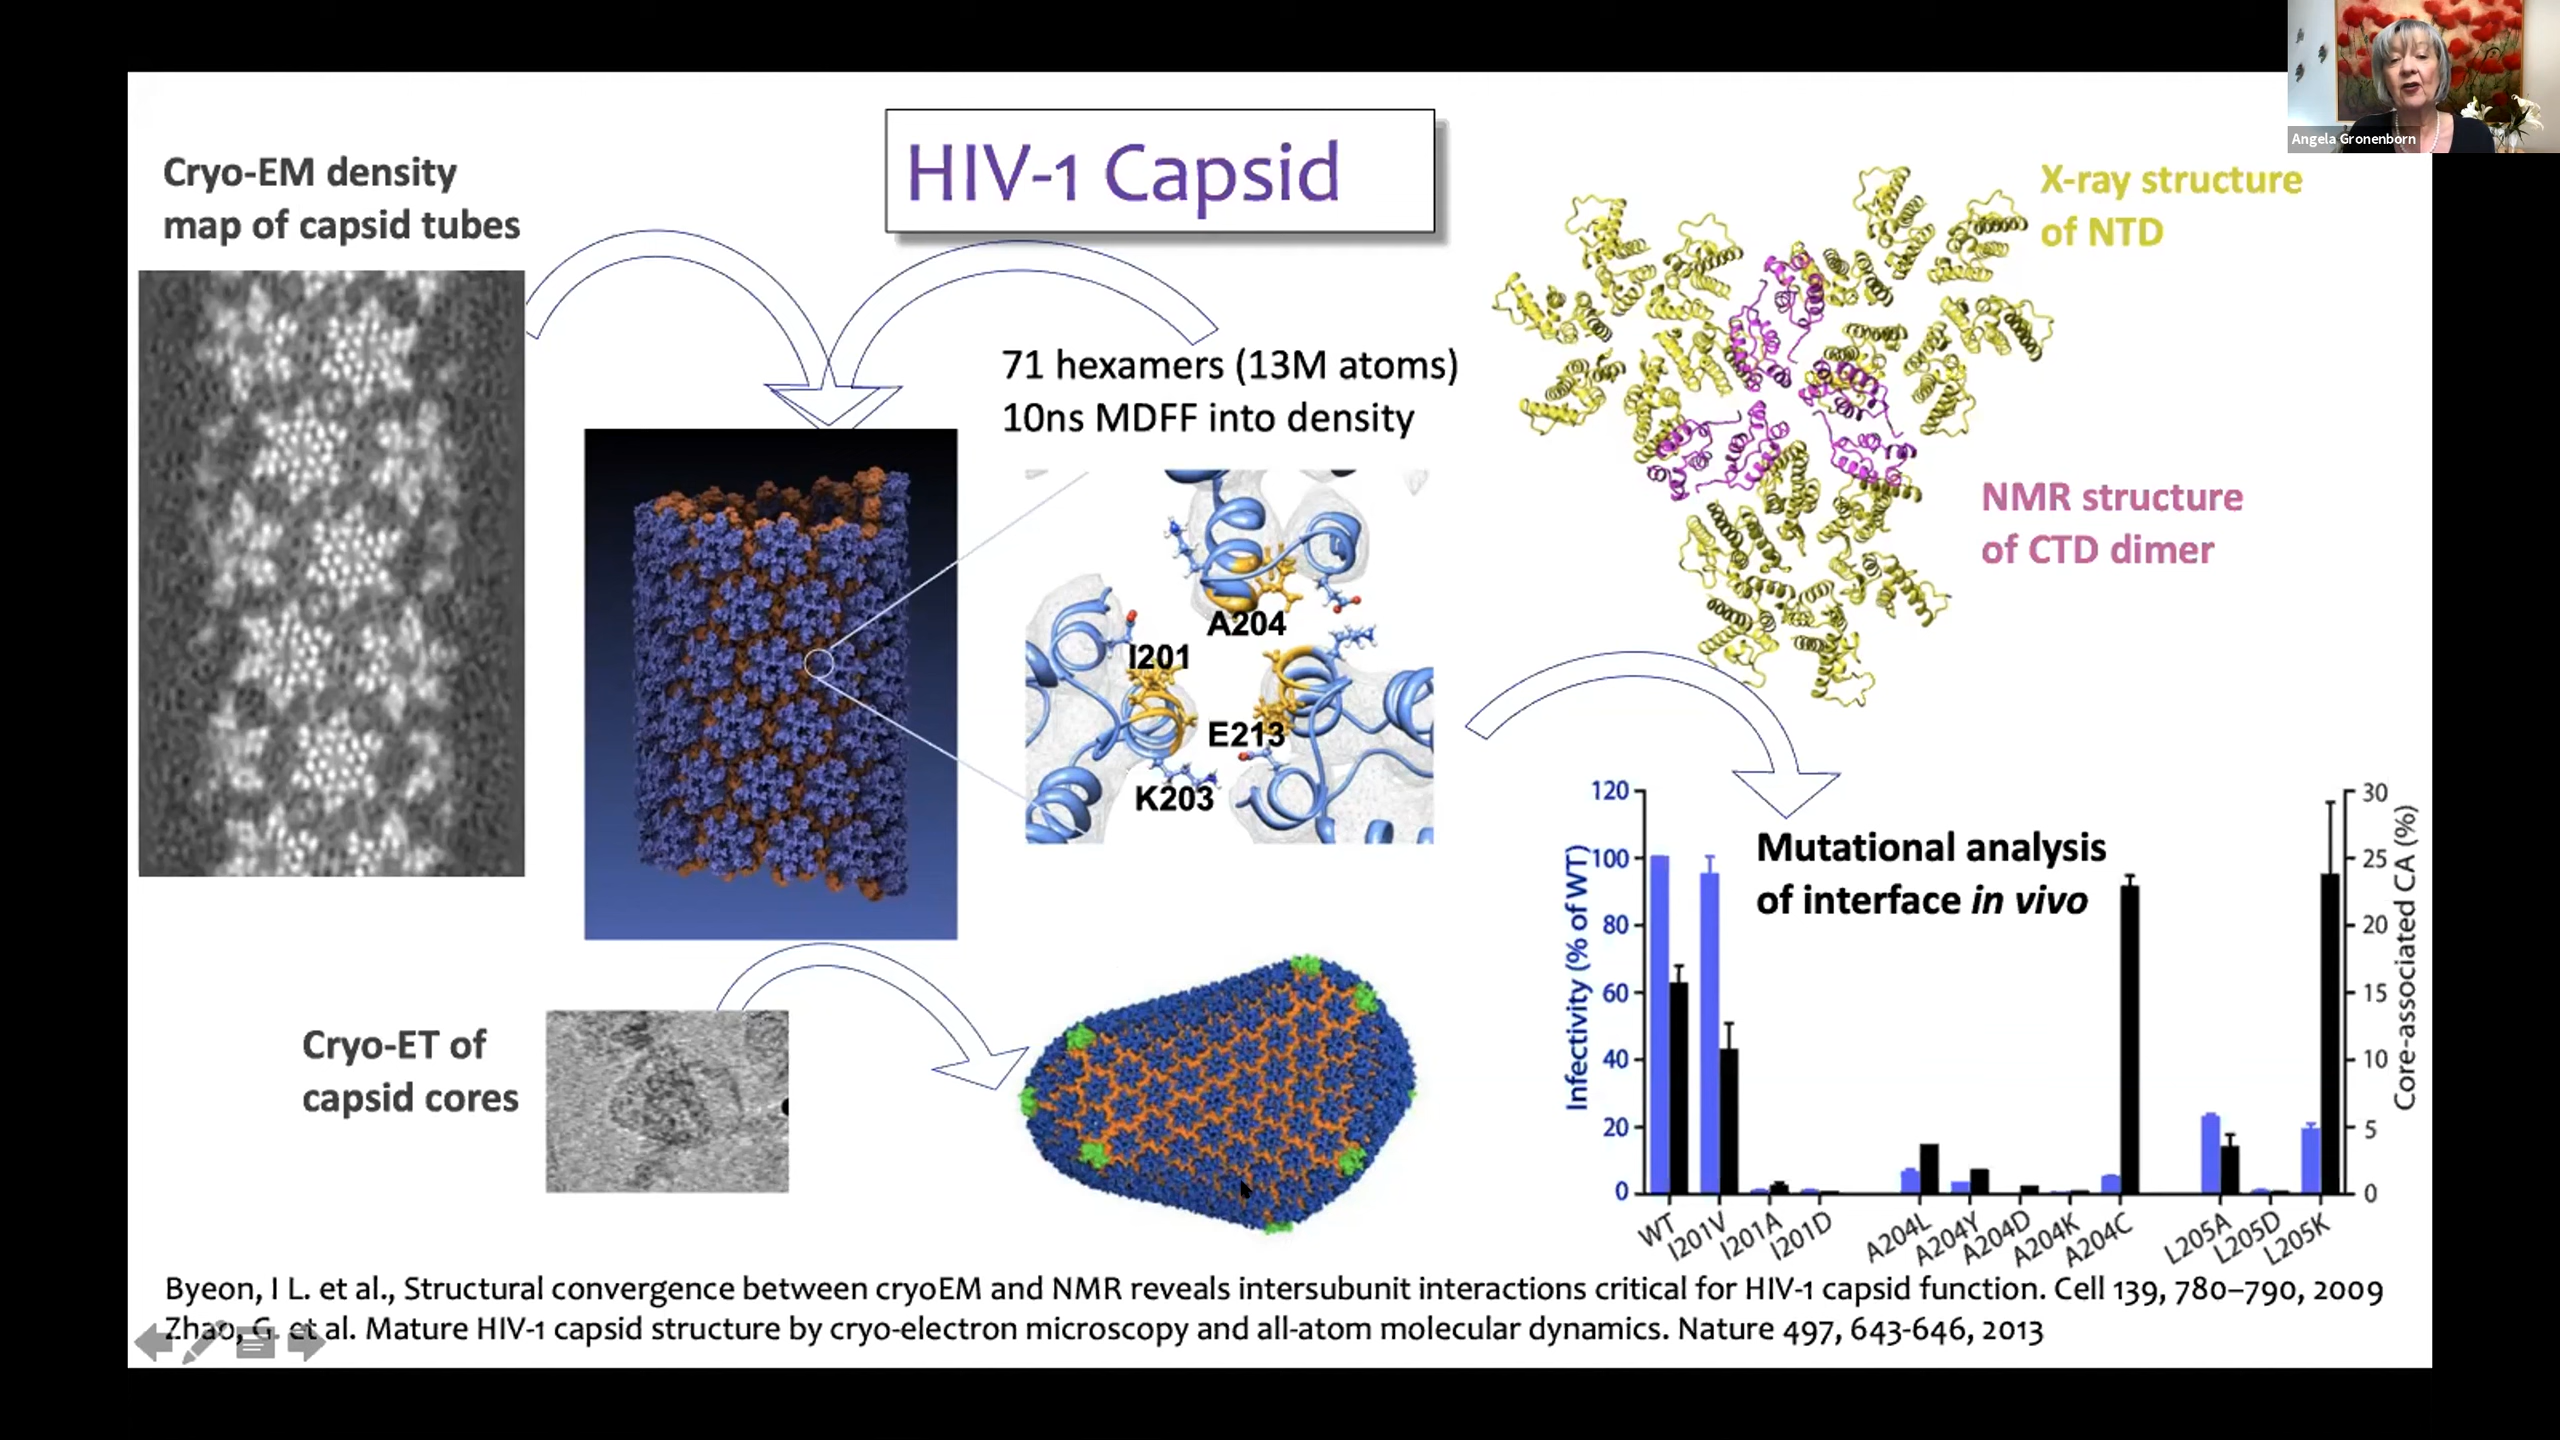 Angela Gronenborn
HIV-1 Capsid
Cryo-EM density
map of capsid tubes
X-ray structure
of NTD
71 hexamers (13M atoms)
10ns MDFF into density
NMR structure
of CTD dimer
A204
I201
E213
K203
Mutational analysis
of interface in vivo
Infectivity (% of WT)
120
100
80
60
40
20
0
30
25
20
15
10
5
0
Core-associated CA (%)
WT
I201V
I201A
I201D
A204L
A204Y
A204D
A204K
A204C
L205A
L205D
L205K
Cryo-ET of
capsid cores
Byeon, I L. et al., Structural convergence between cryoEM and NMR reveals intersubunit interactions critical for HIV-1 capsid function. Cell 139, 780–790, 2009
Zhao, G. et al. Mature HIV-1 capsid structure by cryo-electron microscopy and all-atom molecular dynamics. Nature 497, 643-646, 2013